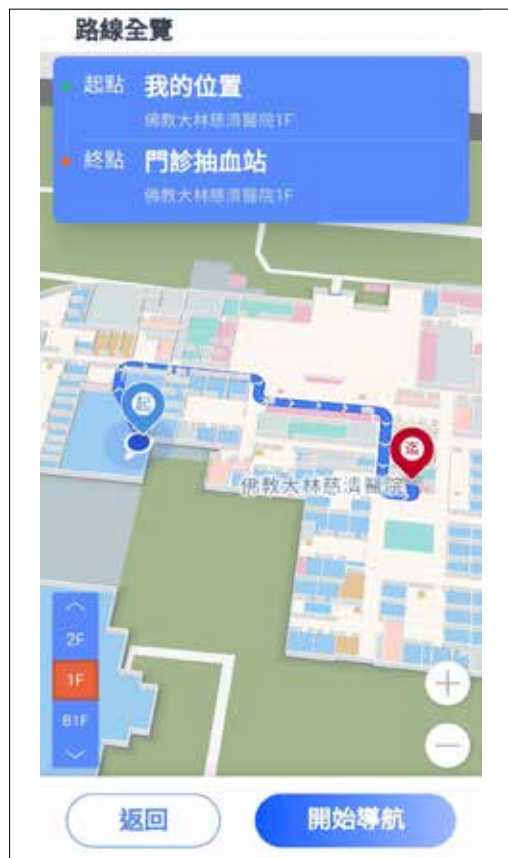 路線全覽
起點 我的位置
佛教大林慈濟醫院1F
終點 門診抽血站
佛教大林慈濟醫院1F
起
迄
佛教大林慈濟醫院
2F
1F
B1F
返回
開始導航